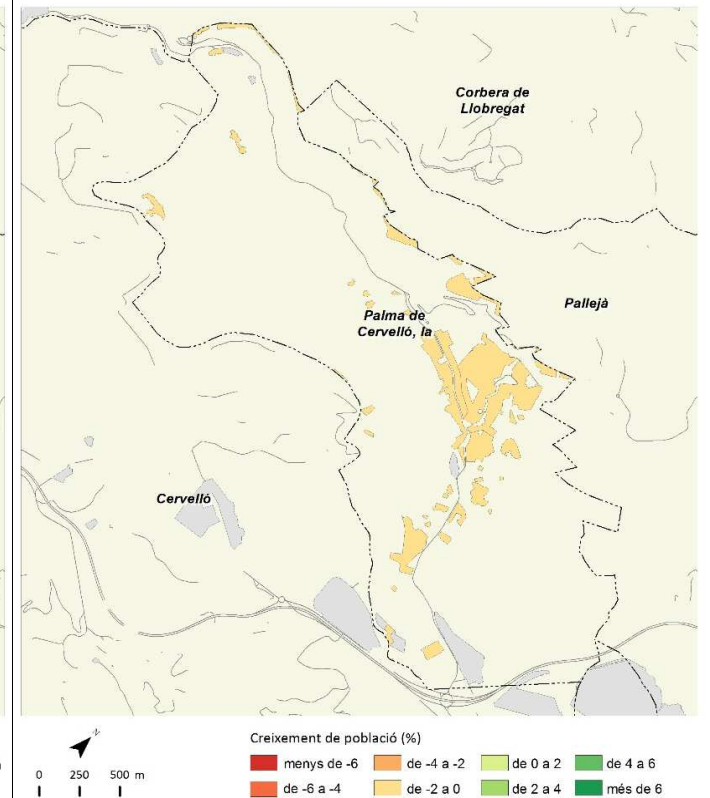 Corbera de
Llobregat
Pallejà
Palma de
Cervelló, la
Cervelló
N
Creixement de població (%)
menys de -6
de -4 a -2
de 0 a 2
de 4 a 6
de -6 a -4
de -2 a 0
de 2 a 4
més de 6
0 250 500 m